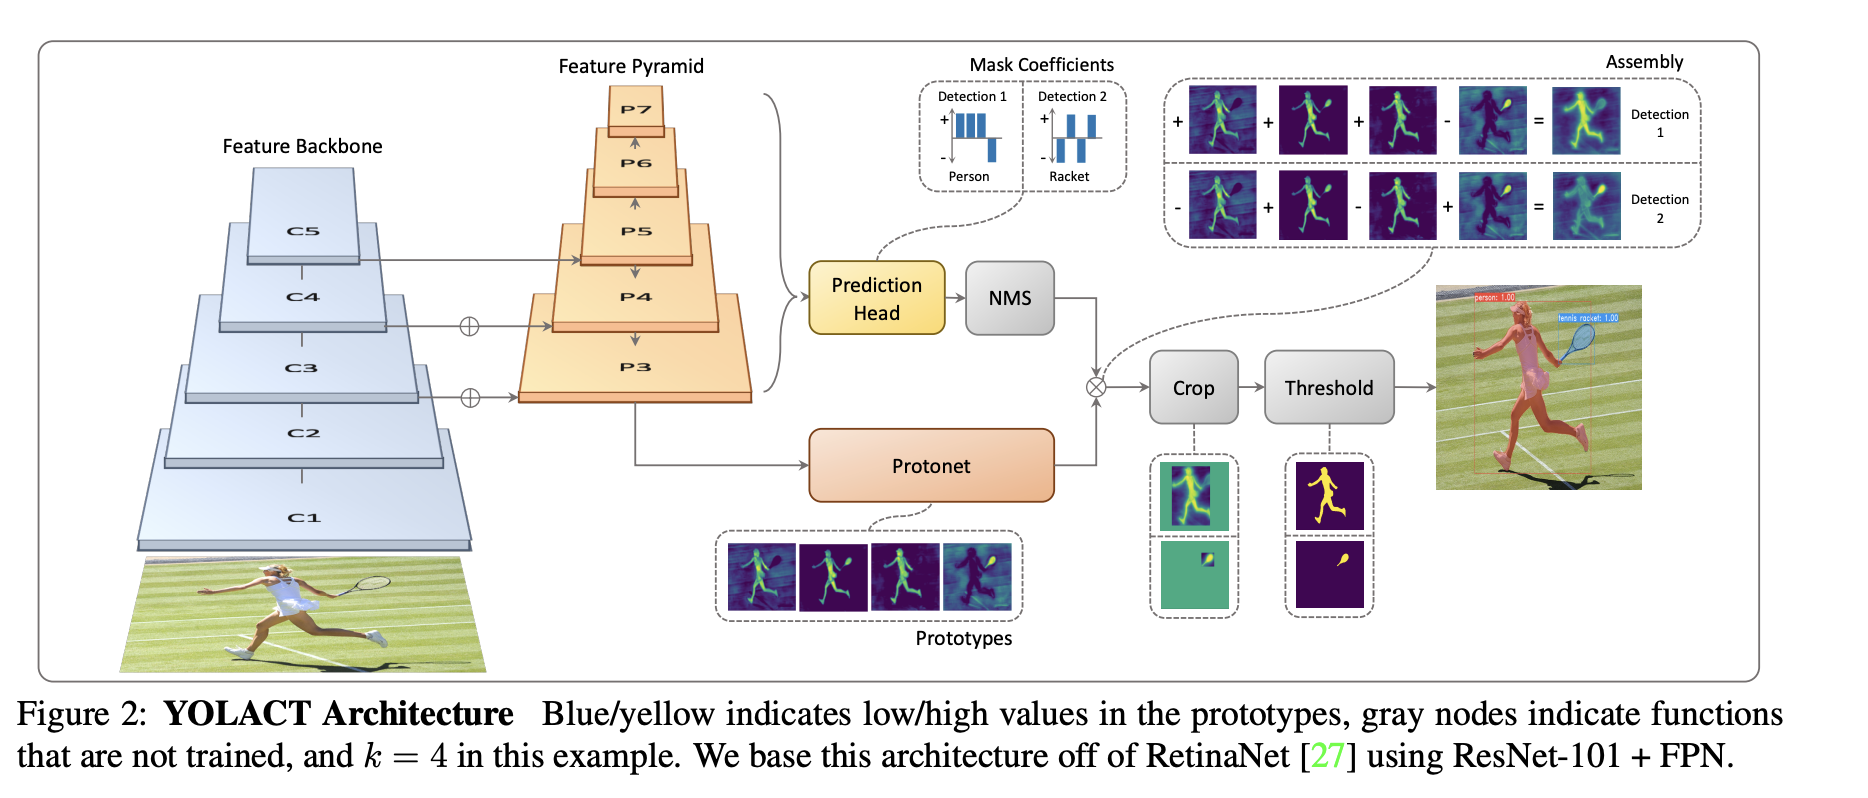 Feature Backbone
C5
C4
C3
C2
C1
Feature Pyramid
P7
P6
P5
P4
P3
Mask Coefficients
Detection 1
+
-
Person
Detection 2
+
-
Racket
Prediction
Head
NMS
Protonet
Prototypes
Assembly
+ + + - = Detection
1
- + - + = Detection
2
Crop
Threshold
person: 1.00
tennis racket: 1.00
Figure 2: YOLACT Architecture Blue/yellow indicates low/high values in the prototypes, gray nodes indicate functions
that are not trained, and k = 4 in this example. We base this architecture off of RetinaNet [27] using ResNet-101 + FPN.